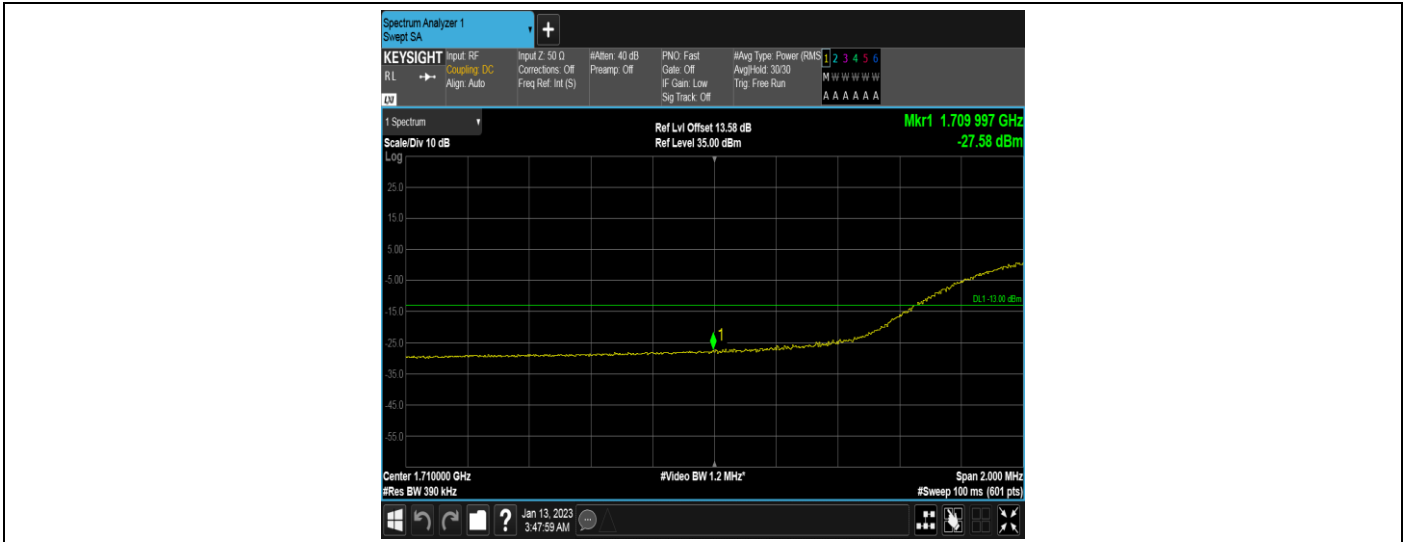 Spectrum Analyzer 1
Swept SA
+
KEYSIGHT
RL
LXI
Input: RF
Coupling: DC
Align: Auto
Input Z: 50 Ω
Corrections: Off
Freq Ref: Int (S)
#Atten: 40 dB
Preamp: Off
PNO: Fast
Gate: Off
IF Gain: Low
Sig Track: Off
#Avg Type: Power (RMS
Avg|Hold: 30/30
Trig: Free Run
1 2 3 4 5 6
M W W W W W
A A A A A A
1 Spectrum
Scale/Div 10 dB
Ref Lvl Offset 13.58 dB
Ref Level 35.00 dBm
Mkr1 1.709 997 GHz
-27.58 dBm
Log
25.0
15.0
5.00
-5.00
DL1 -13.00 dBm
-15.0
1
-25.0
-35.0
-45.0
-55.0
Center 1.710000 GHz
#Video BW 1.2 MHz*
Span 2.000 MHz
#Res BW 390 kHz
#Sweep 100 ms (601 pts)
?
Jan 13, 2023
3:47:59 AM